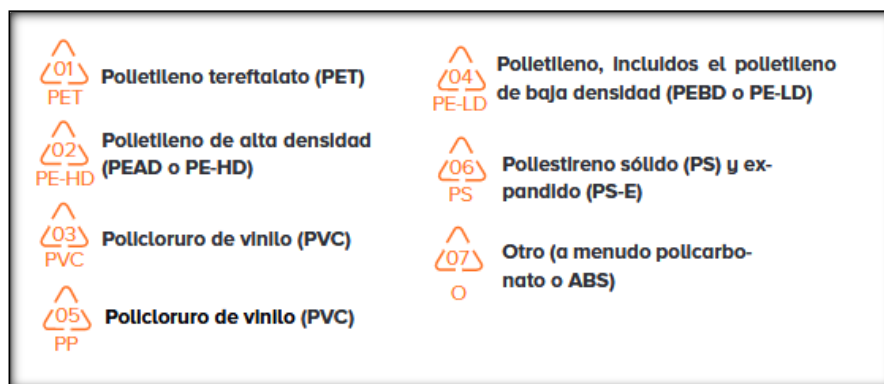 01
PET
Polietileno tereftalato (PET)
02
PE-HD
Polietileno de alta densidad
(PEAD o PE-HD)
03
PVC
Policloruro de vinilo (PVC)
05
PP
Policloruro de vinilo (PVC)
04
PE-LD
Polietileno, incluidos el polietileno
de baja densidad (PEBD o PE-LD)
06
PS
Poliestireno sólido (PS) y ex-
pandido (PS-E)
07
O
Otro (a menudo policarbo-
nato o ABS)